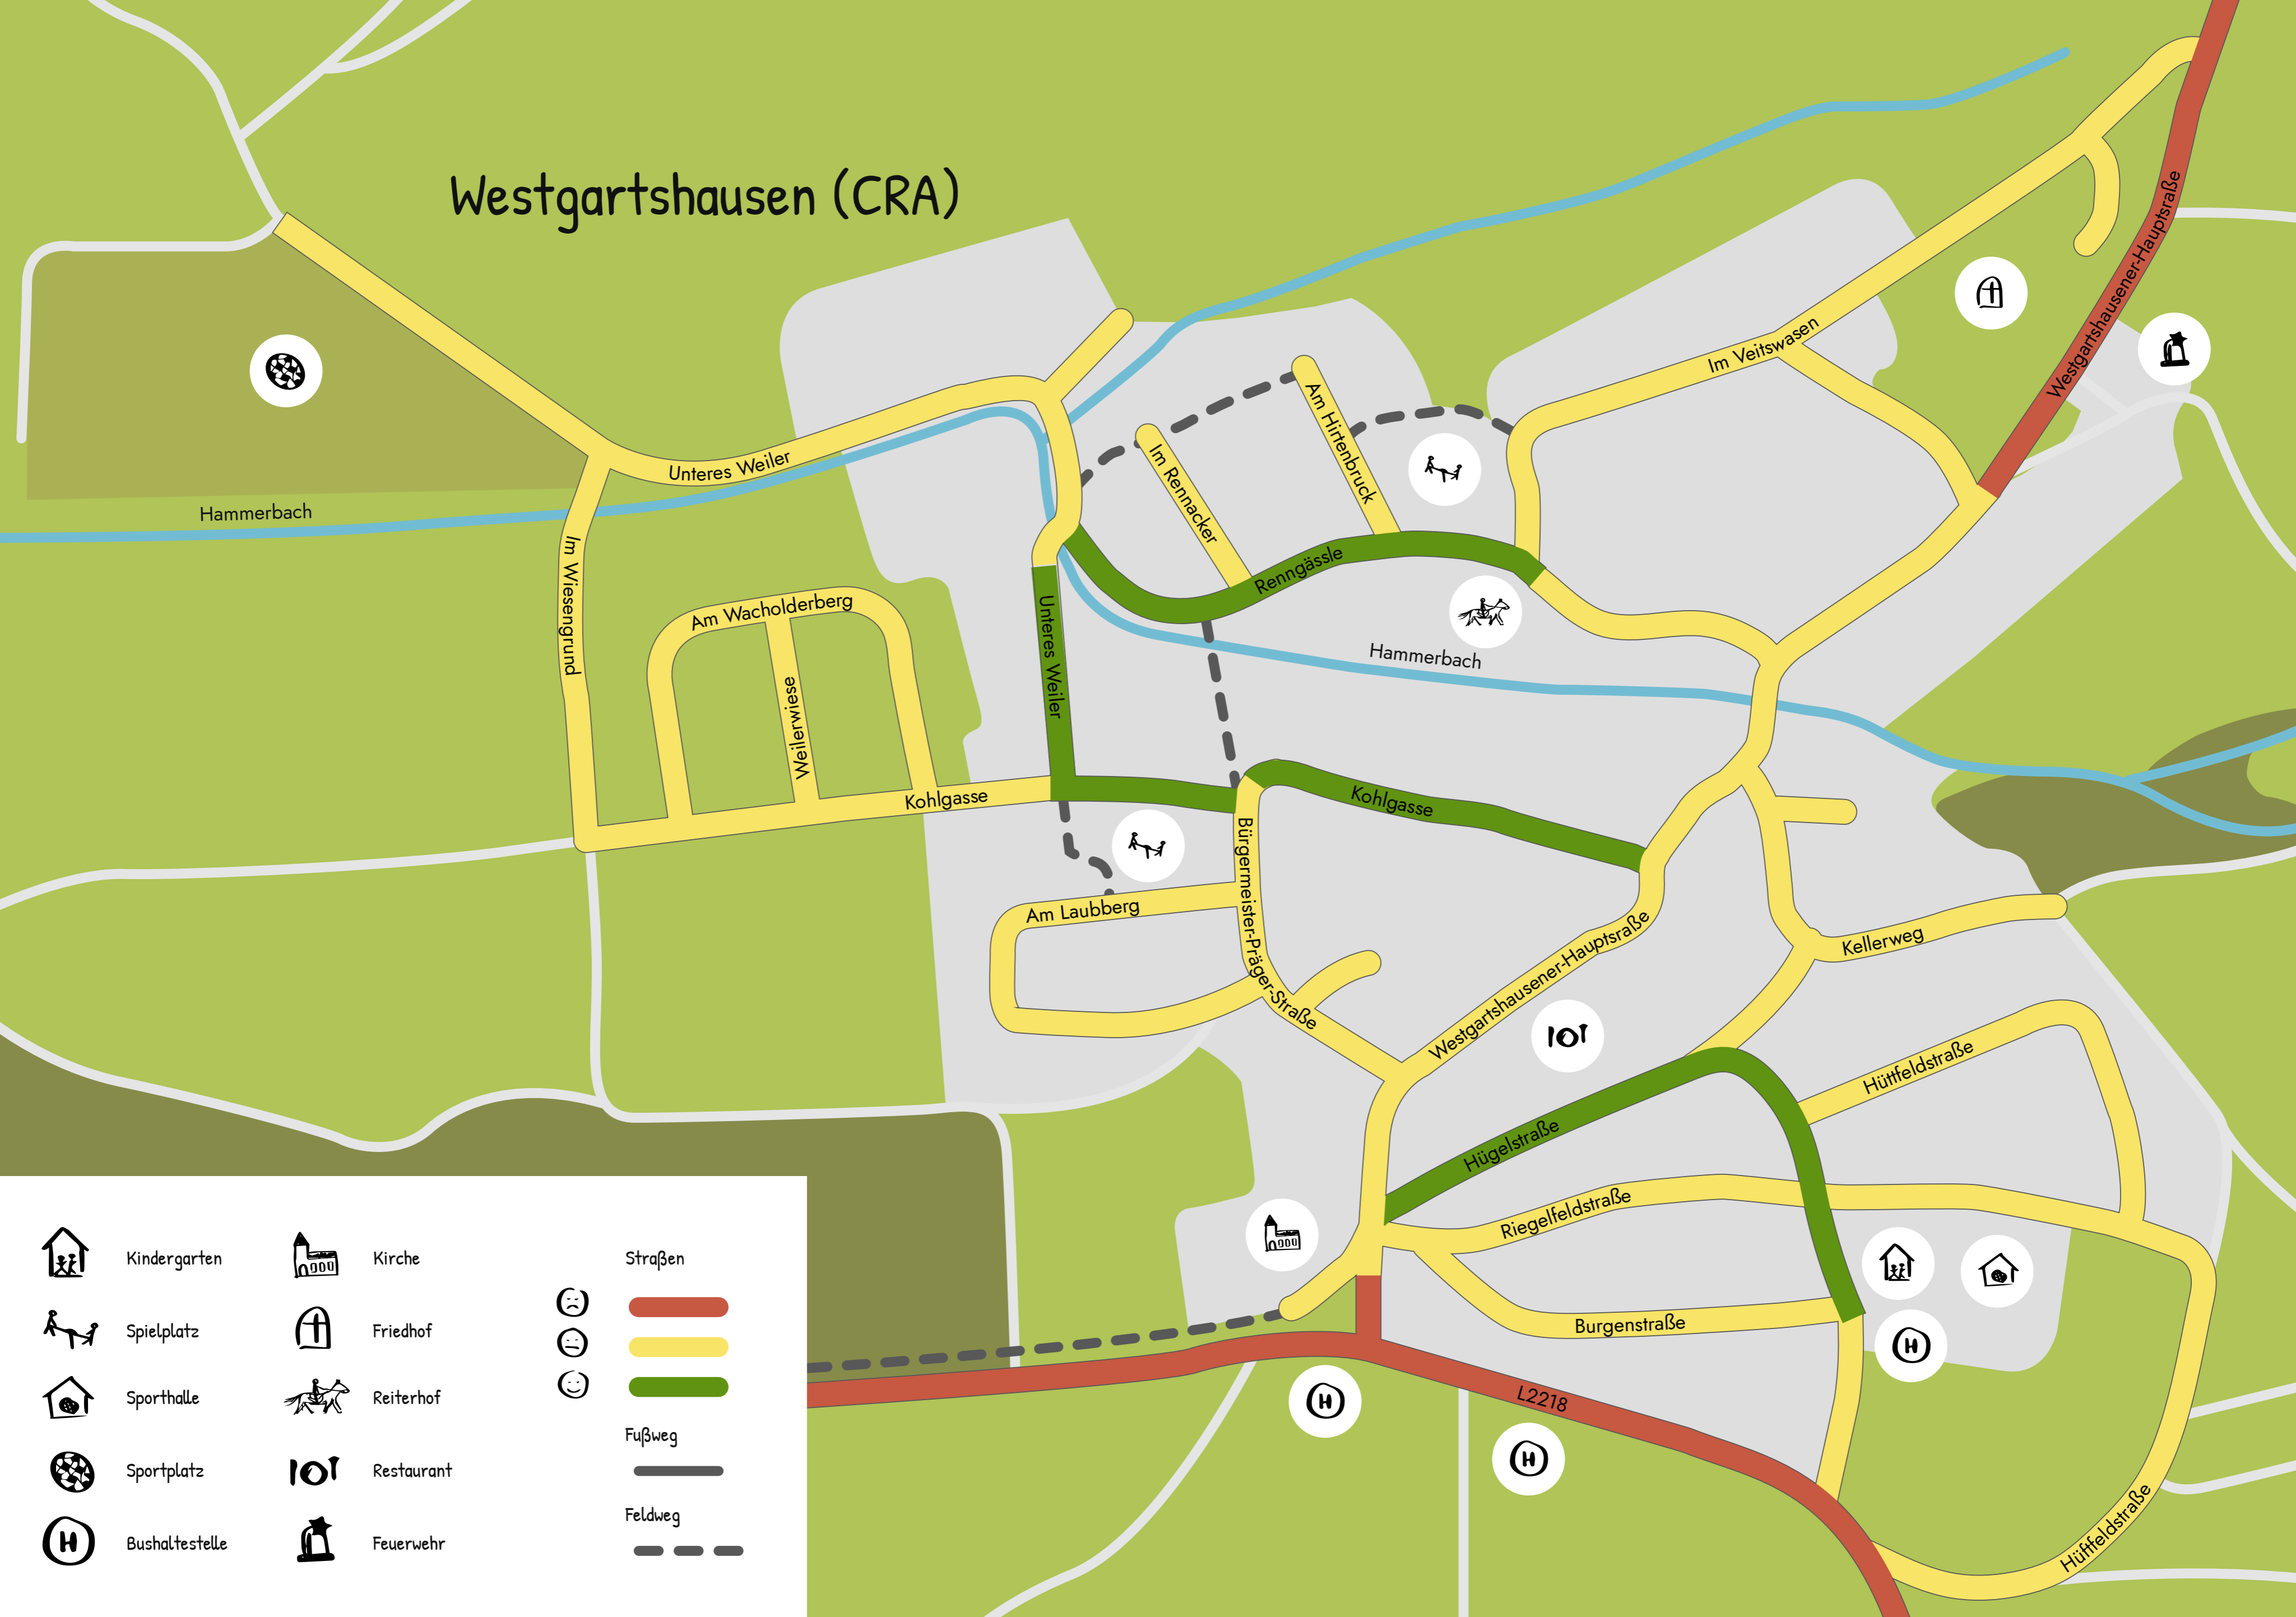 Westgartshausen (CRA)
Westgartshausener-Hauptsraße
Im Veitswasen
Am Hirtenbruck
Im Rennacker
Unteres Weiler
Hammerbach
Im Wiesengrund
Renngässle
Am Wacholderberg
Unteres Weiler
Hammerbach
Weilerwiese
Kohlgasse
Kohlgasse
Bürgermeister-Präger-Straße
Am Laubberg
Westgartshausener-Hauptsraße
Kellerweg
Hüttfeldstraße
Hügelstraße
Riegelfeldstraße
Burgenstraße
L2218
Hüttfeldstraße
H
H
H
Kindergarten
Kirche
Straßen
Spielplatz
Friedhof
Sporthalle
Reiterhof
Fußweg
Sportplatz
Restaurant
Feldweg
H
Bushaltestelle
Feuerwehr